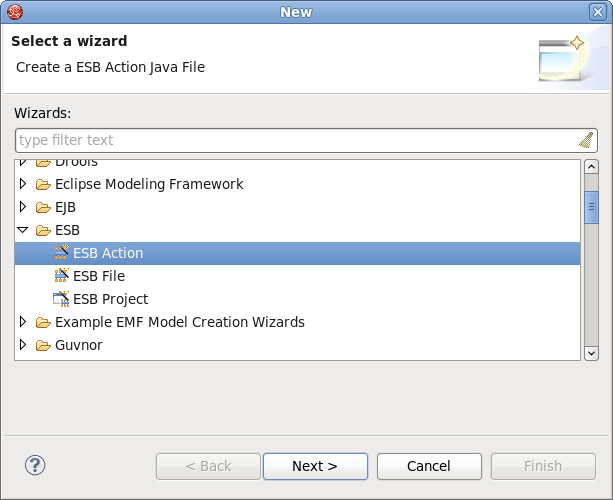 New
Select a wizard
Create a ESB Action Java File
Wizards:
type filter text
Drools
Eclipse Modeling Framework
EJB
ESB
ESB Action
ESB File
ESB Project
Example EMF Model Creation Wizards
Guvnor
?
< Back
Next >
Cancel
Finish